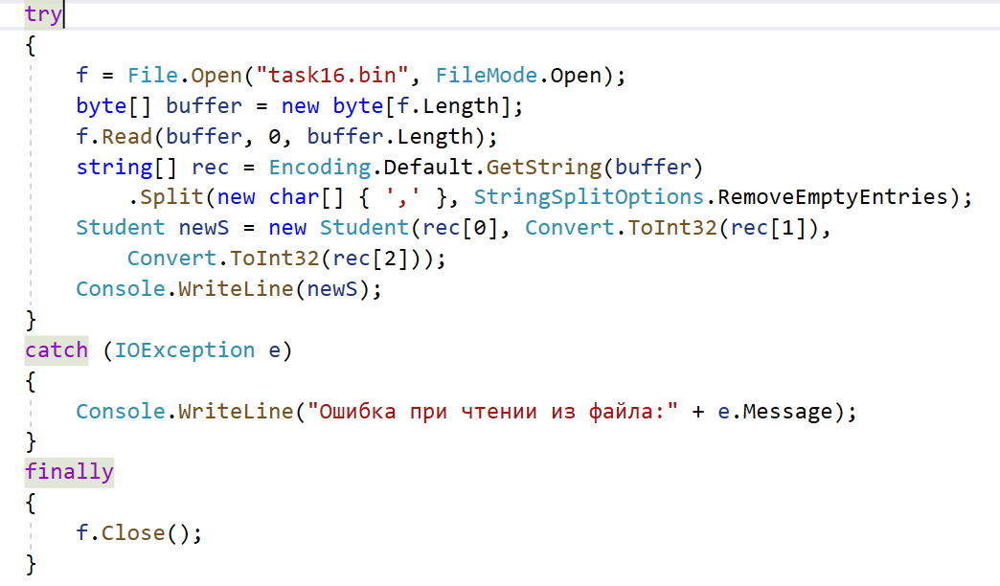 try
{
    f = File.Open("task16.bin", FileMode.Open);
    byte[] buffer = new byte[f.Length];
    f.Read(buffer, 0, buffer.Length);
    string[] rec = Encoding.Default.GetString(buffer)
        .Split(new char[] { ',' }, StringSplitOptions.RemoveEmptyEntries);
    Student newS = new Student(rec[0], Convert.ToInt32(rec[1]),
        Convert.ToInt32(rec[2]));
    Console.WriteLine(newS);
}
catch (IOException e)
{
    Console.WriteLine("Ошибка при чтении из файла:" + e.Message);
}
finally
{
    f.Close();
}